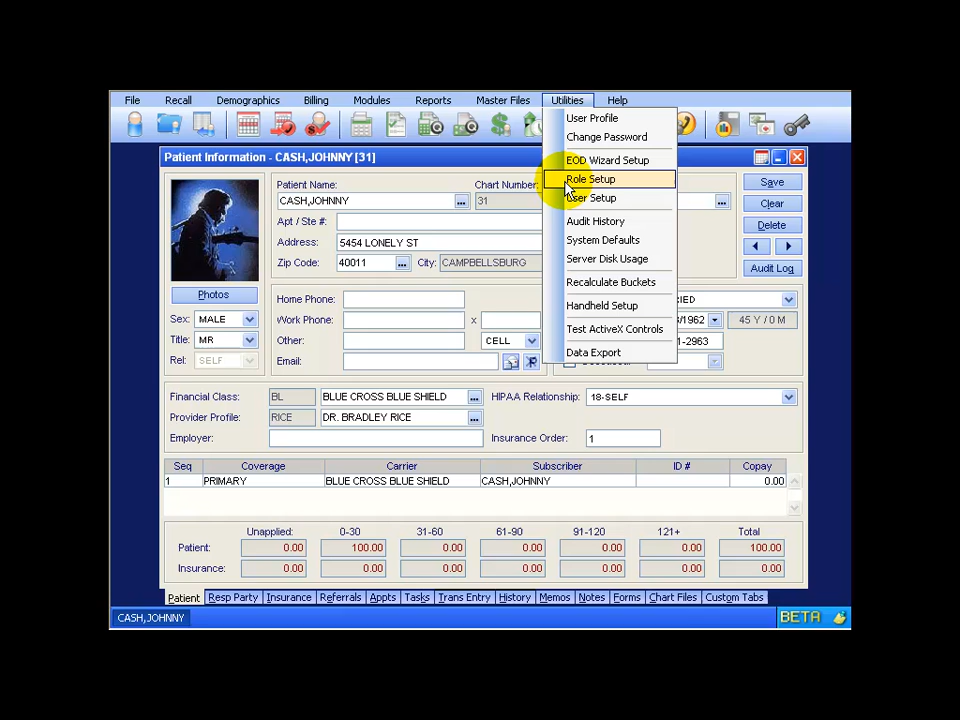 File Recall Demographics Billing Modules Reports Master Files Utilities Help
User Profile
Change Password
EOD Wizard Setup
Role Setup
User Setup
Audit History
System Defaults
Server Disk Usage
Recalculate Buckets
Handheld Setup
Test ActiveX Controls
Data Export
Patient Information - CASH,JOHNNY [31]
Patient Name: Chart Number:
CASH,JOHNNY ... 31 ...
Apt / Ste #:
Address: 5454 LONELY ST
Zip Code: 40011 ... City: CAMPBELLSBURG
Save
Clear
Delete
Audit Log
Photos
Sex: MALE
Title: MR
Rel: SELF
Home Phone:
Work Phone: x
Other: CELL
Email:
45 Y / 0 M
Financial Class: BL BLUE CROSS BLUE SHIELD ... HIPAA Relationship: 18-SELF
Provider Profile: RICE DR. BRADLEY RICE ...
Employer: Insurance Order: 1
Seq Coverage Carrier Subscriber ID # Copay
1 PRIMARY BLUE CROSS BLUE SHIELD CASH,JOHNNY 0.00
Unapplied: 0-30 31-60 61-90 91-120 121+ Total
Patient: 0.00 100.00 0.00 0.00 0.00 0.00 100.00
Insurance: 0.00 0.00 0.00 0.00 0.00 0.00 0.00
Patient Resp Party Insurance Referrals Appts Tasks Trans Entry History Memos Notes Forms Chart Files Custom Tabs
CASH,JOHNNY BETA